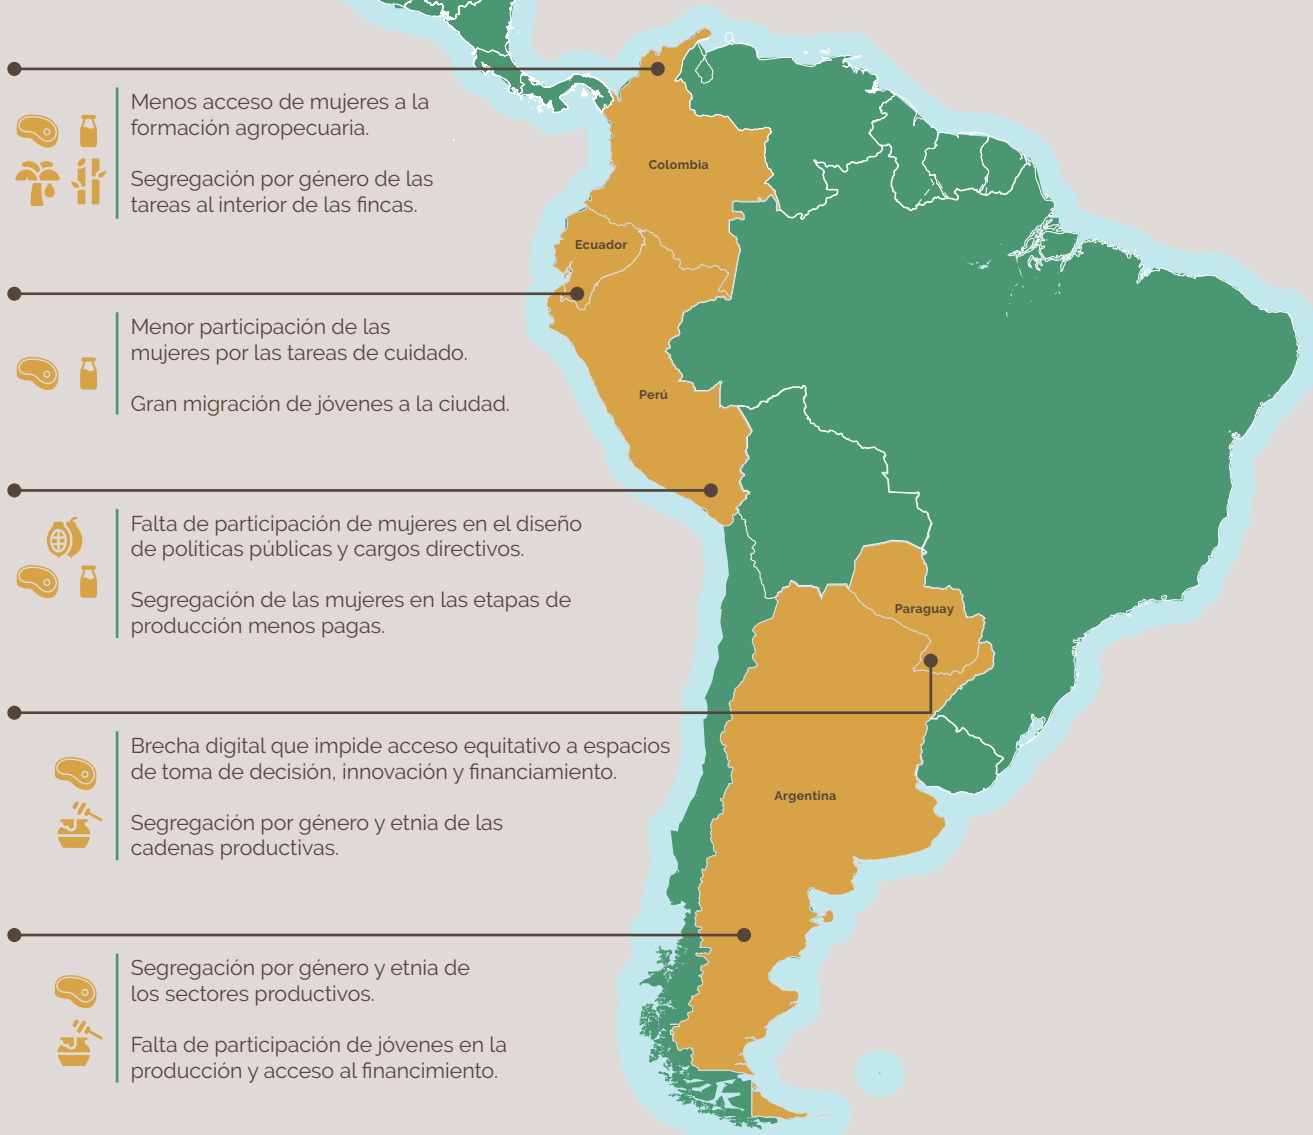 Menos acceso de mujeres a la
formación agropecuaria.
Segregación por género de las
tareas al interior de las fincas.
Menor participación de las
mujeres por las tareas de cuidado.
Gran migración de jóvenes a la ciudad.
Falta de participación de mujeres en el diseño
de políticas públicas y cargos directivos.
Segregación de las mujeres en las etapas de
producción menos pagas.
Brecha digital que impide acceso equitativo a espacios
de toma de decisión, innovación y financiamiento.
Segregación por género y etnia de las
cadenas productivas.
Segregación por género y etnia de
los sectores productivos.
Falta de participación de jóvenes en la
producción y acceso al financimiento.
Colombia
Ecuador
Perú
Paraguay
Argentina